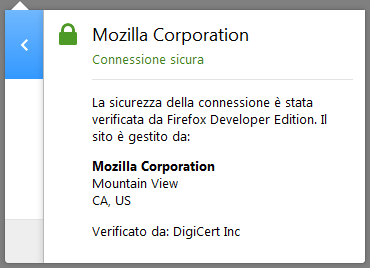 Mozilla Corporation
Connessione sicura
La sicurezza della connessione è stata
verificata da Firefox Developer Edition. Il
sito è gestito da:
Mozilla Corporation
Mountain View
CA, US
Verificato da: DigiCert Inc